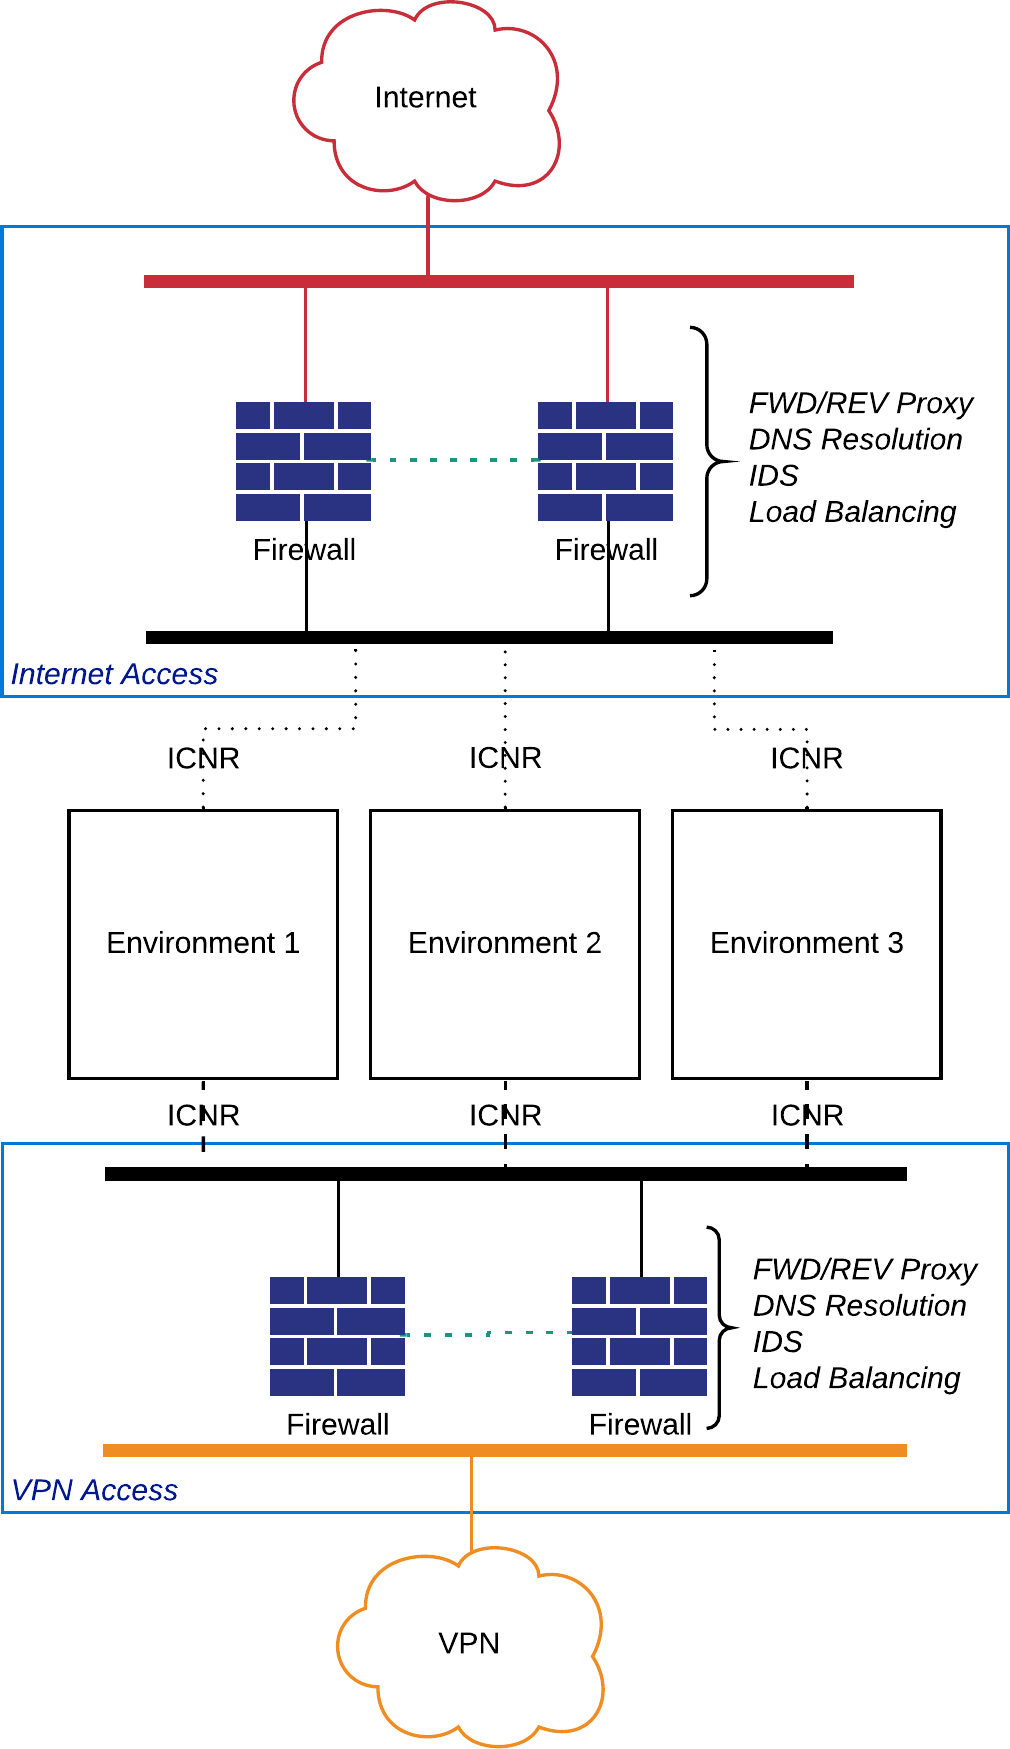 Internet
FWD/REV Proxy
DNS Resolution
IDS
Load Balancing
Firewall
Firewall
Internet Access
ICNR
ICNR
ICNR
Environment 1
Environment 2
Environment 3
ICNR
ICNR
ICNR
FWD/REV Proxy
DNS Resolution
IDS
Load Balancing
Firewall
Firewall
VPN Access
VPN